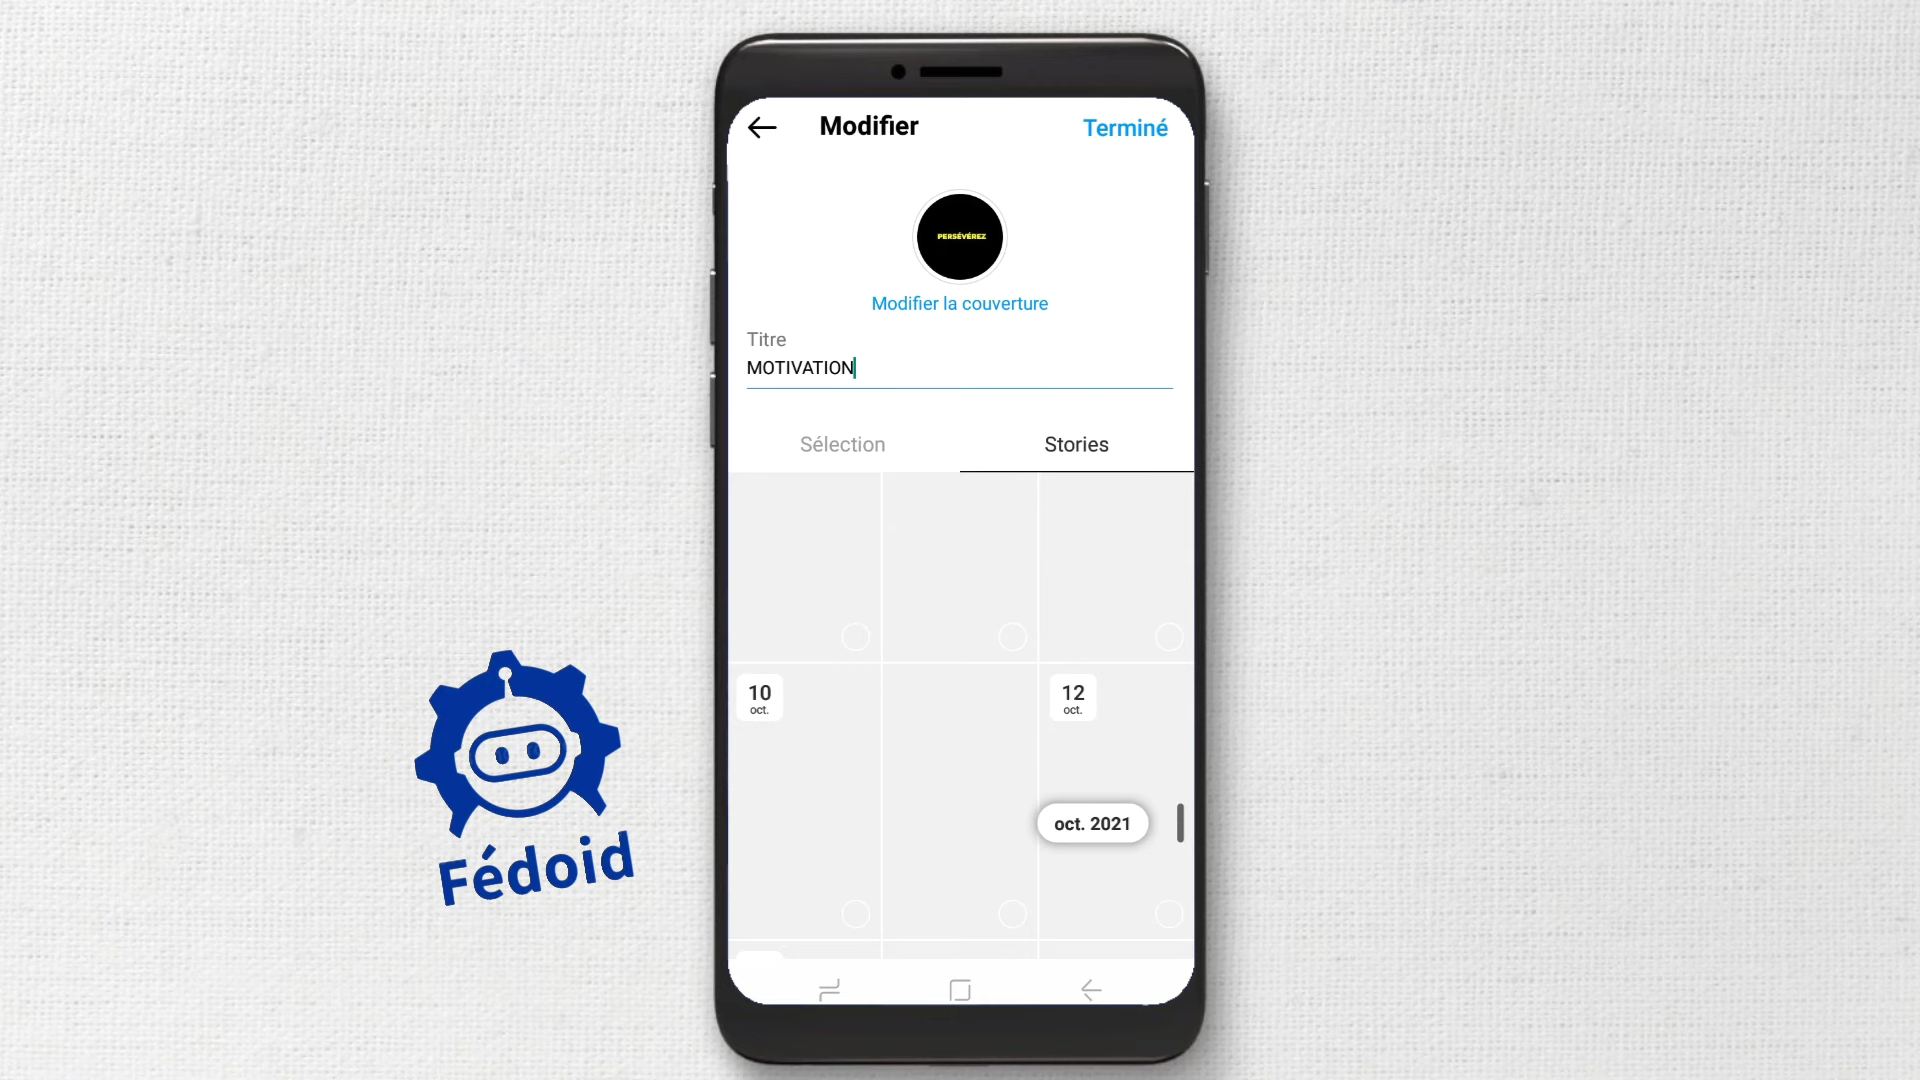 Modifier
Terminé
PERSÉVÉREZ
Modifier la couverture
Titre
MOTIVATION
Sélection
Stories
10
oct.
12
oct.
oct. 2021
Fédoid